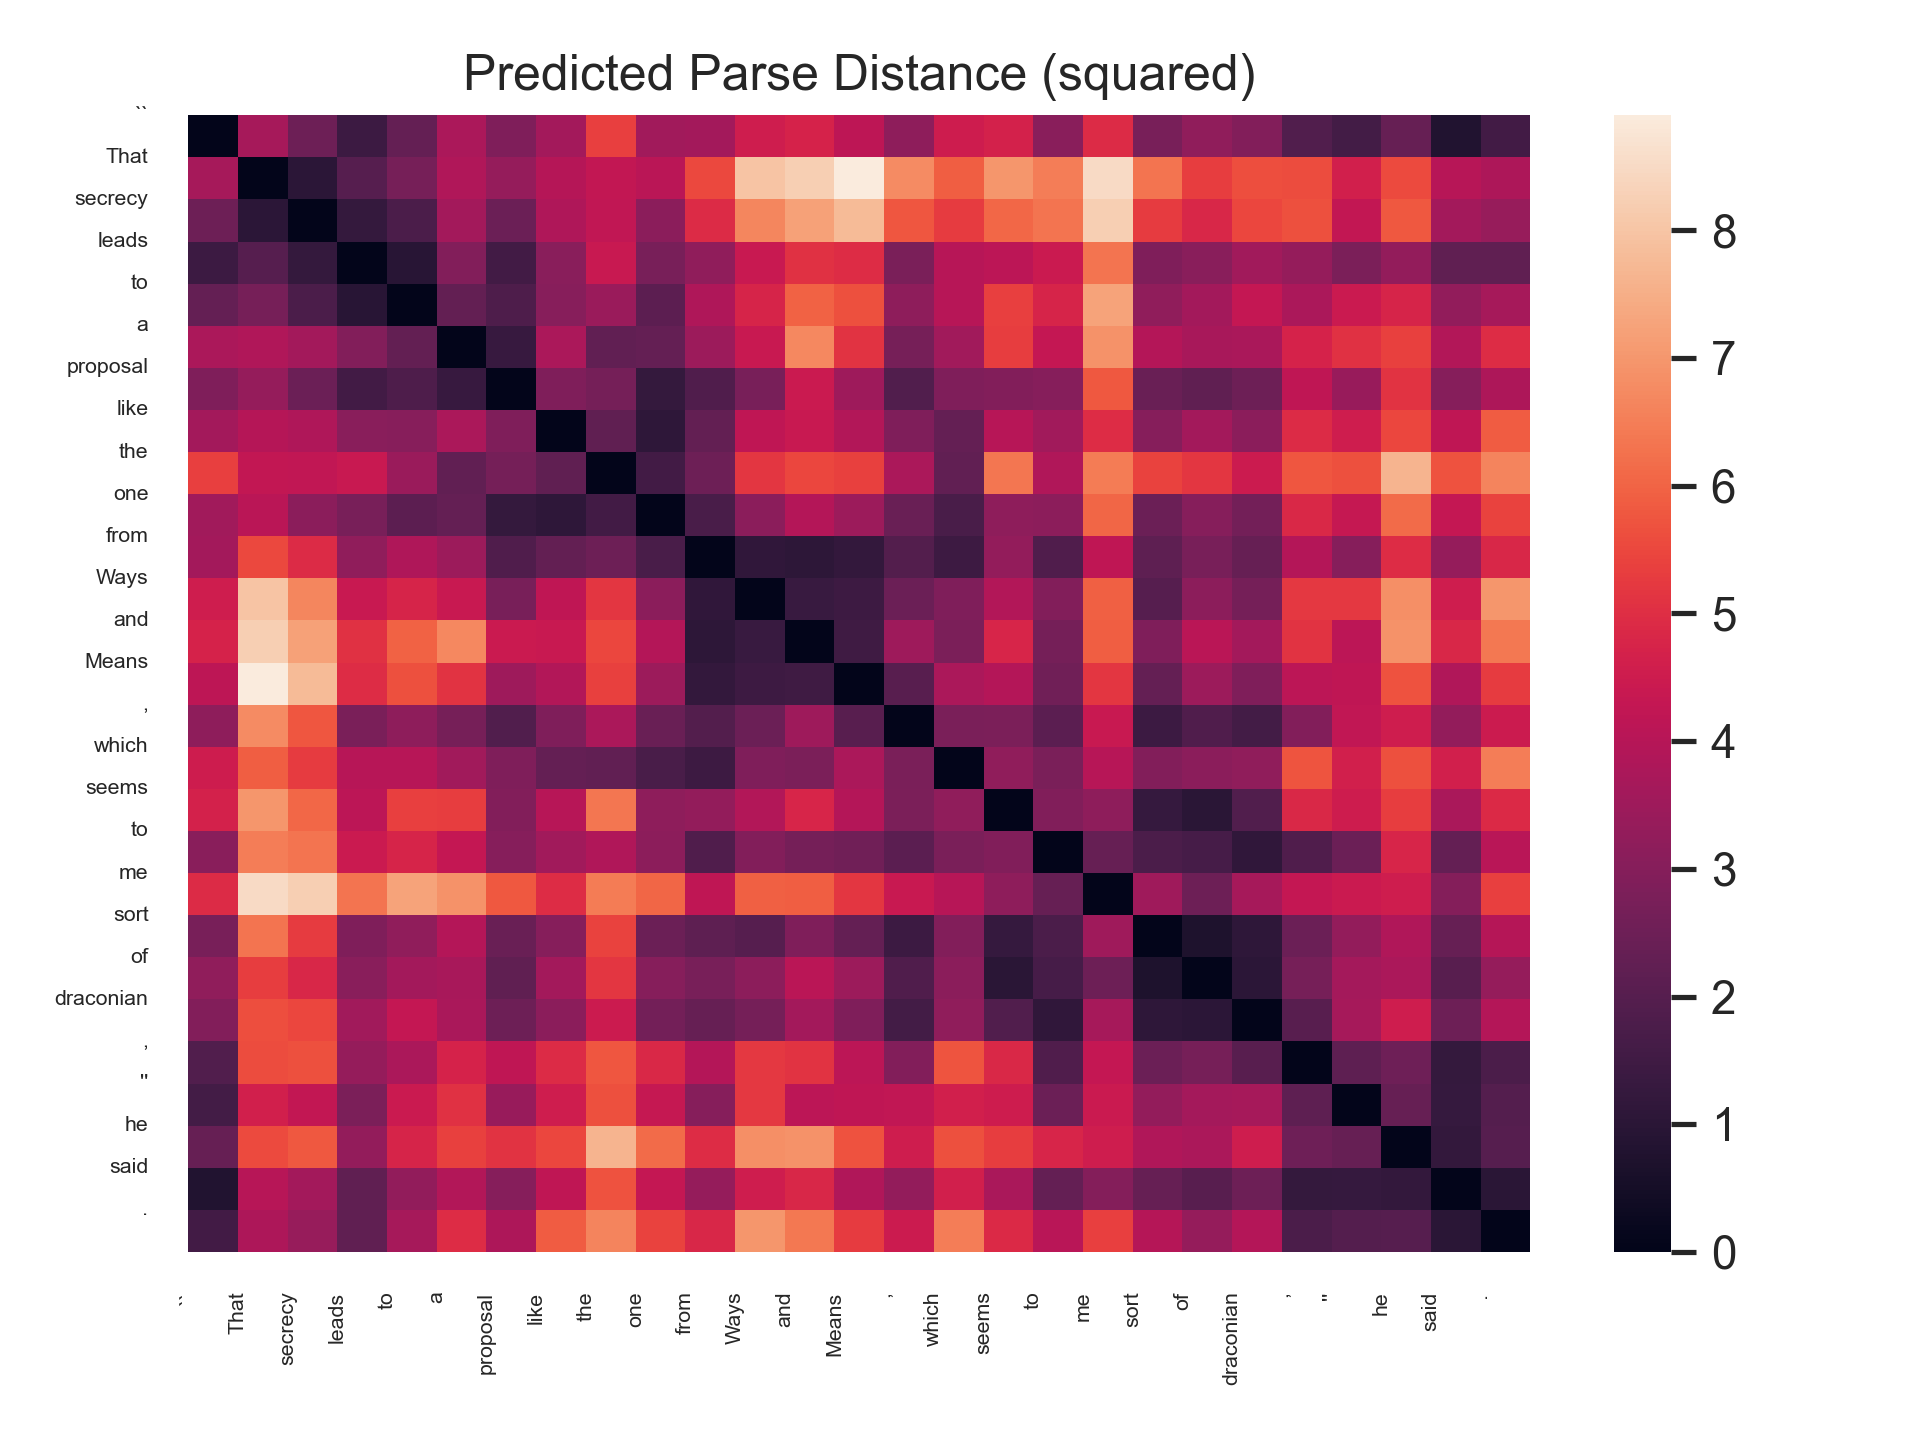 Predicted Parse Distance (squared)
``
That
secrecy
leads
to
a
proposal
like
the
one
from
Ways
and
Means
,
which
seems
to
me
sort
of
draconian
,
''
he
said
.
8
7
6
5
4
3
2
1
0
``
That
secrecy
leads
to
a
proposal
like
the
one
from
Ways
and
Means
,
which
seems
to
me
sort
of
draconian
,
''
he
said
.